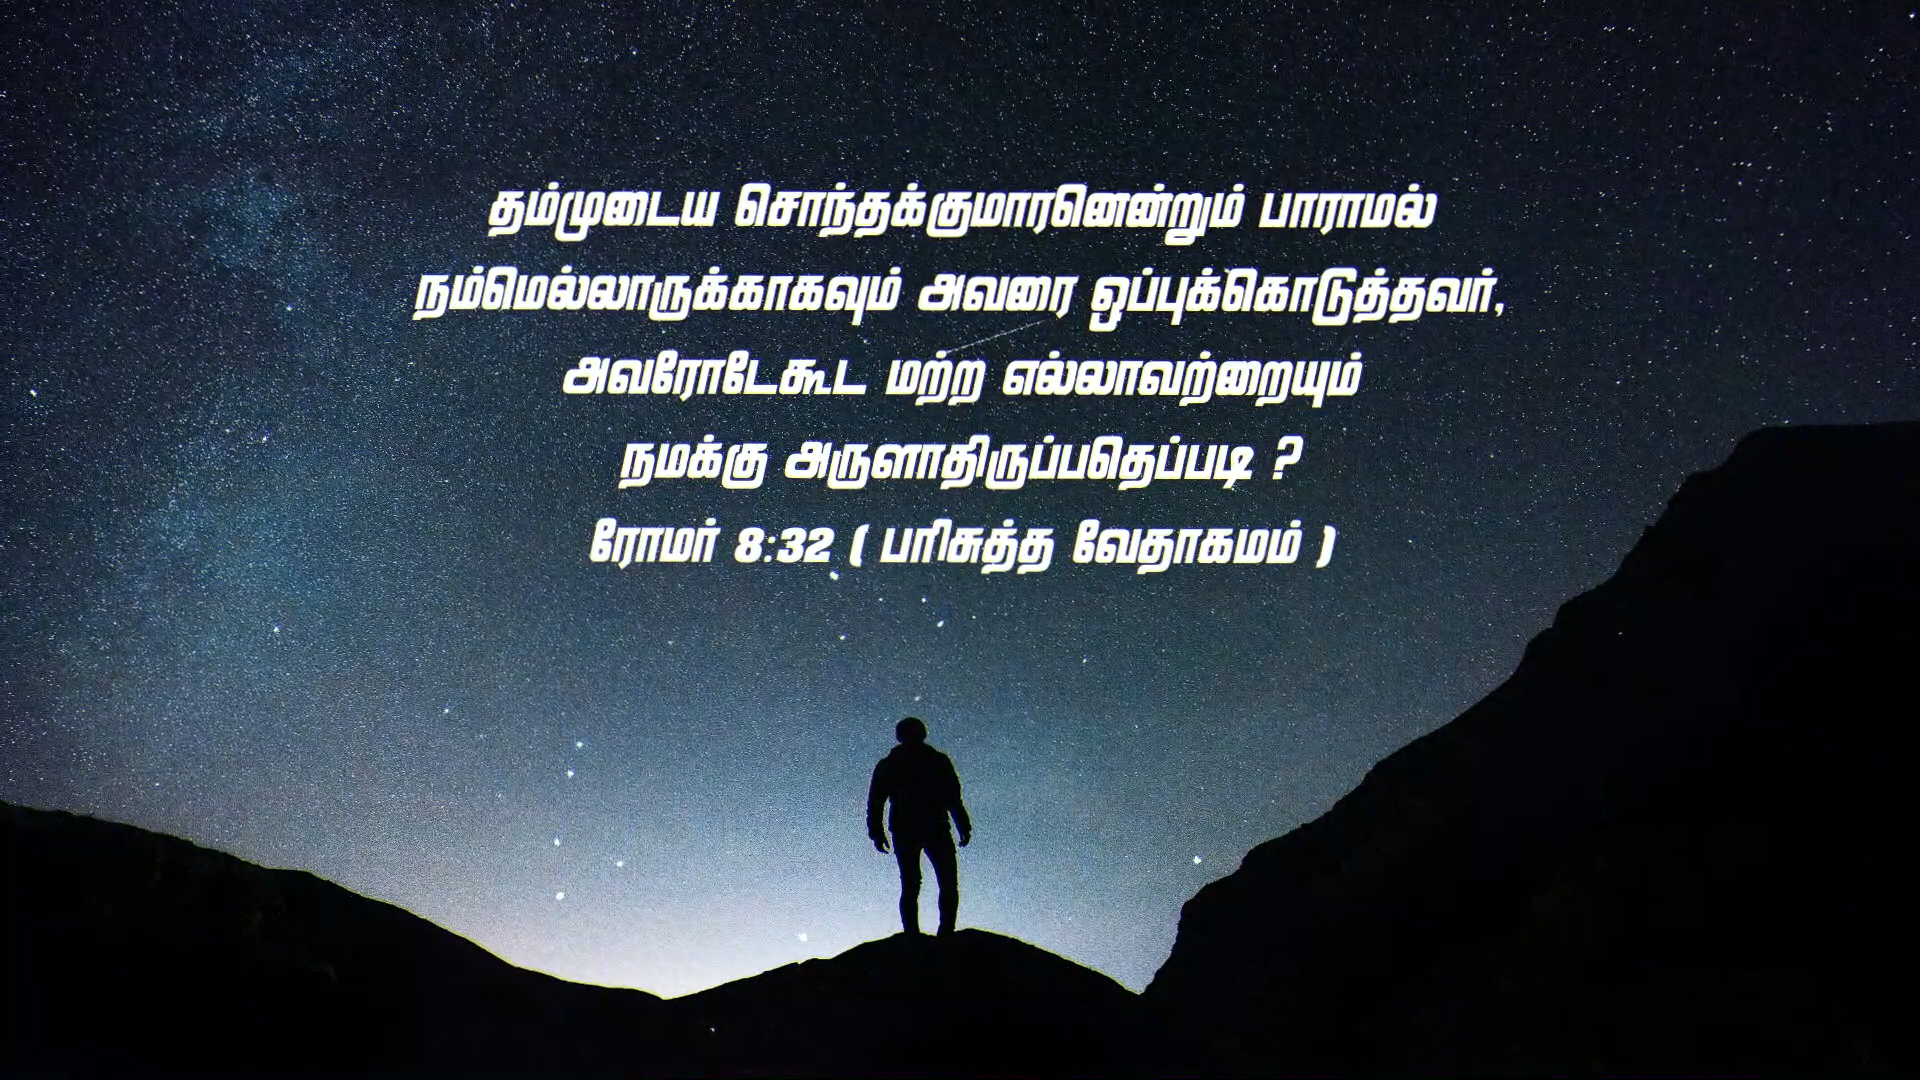 தம்முடைய சொந்தக்குமாரனென்றும் பாராமல்
நம்மெல்லாருக்காகவும் அவரை ஒப்புக்கொடுத்தவர்,
அவரோடேகூட மற்ற எல்லாவற்றையும்
நமக்கு அருளாதிருப்பதெப்படி ?
ரோமர் 8:32 ( பரிசுத்த வேதாகமம் )